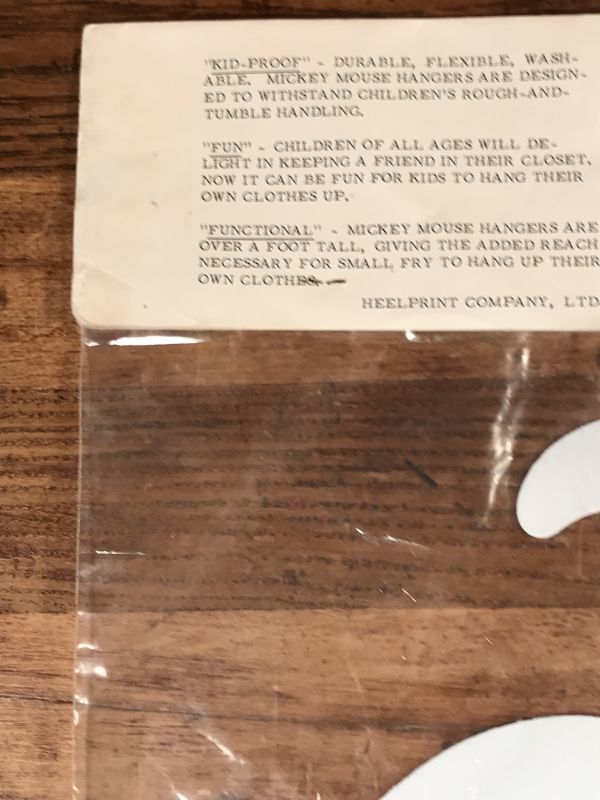 "KID-PROOF" - DURABLE, FLEXIBLE, WASH-
ABLE. MICKEY MOUSE HANGERS ARE DESIGN-
ED TO WITHSTAND CHILDREN'S ROUGH-AND-
TUMBLE HANDLING.
"FUN" - CHILDREN OF ALL AGES WILL DE-
LIGHT IN KEEPING A FRIEND IN THEIR CLOSET.
NOW IT CAN BE FUN FOR KIDS TO HANG THEIR
OWN CLOTHES UP.
"FUNCTIONAL" - MICKEY MOUSE HANGERS ARE
OVER A FOOT TALL, GIVING THE ADDED REACH
NECESSARY FOR SMALL FRY TO HANG UP THEIR
OWN CLOTHES.
HEELPRINT COMPANY, LTD